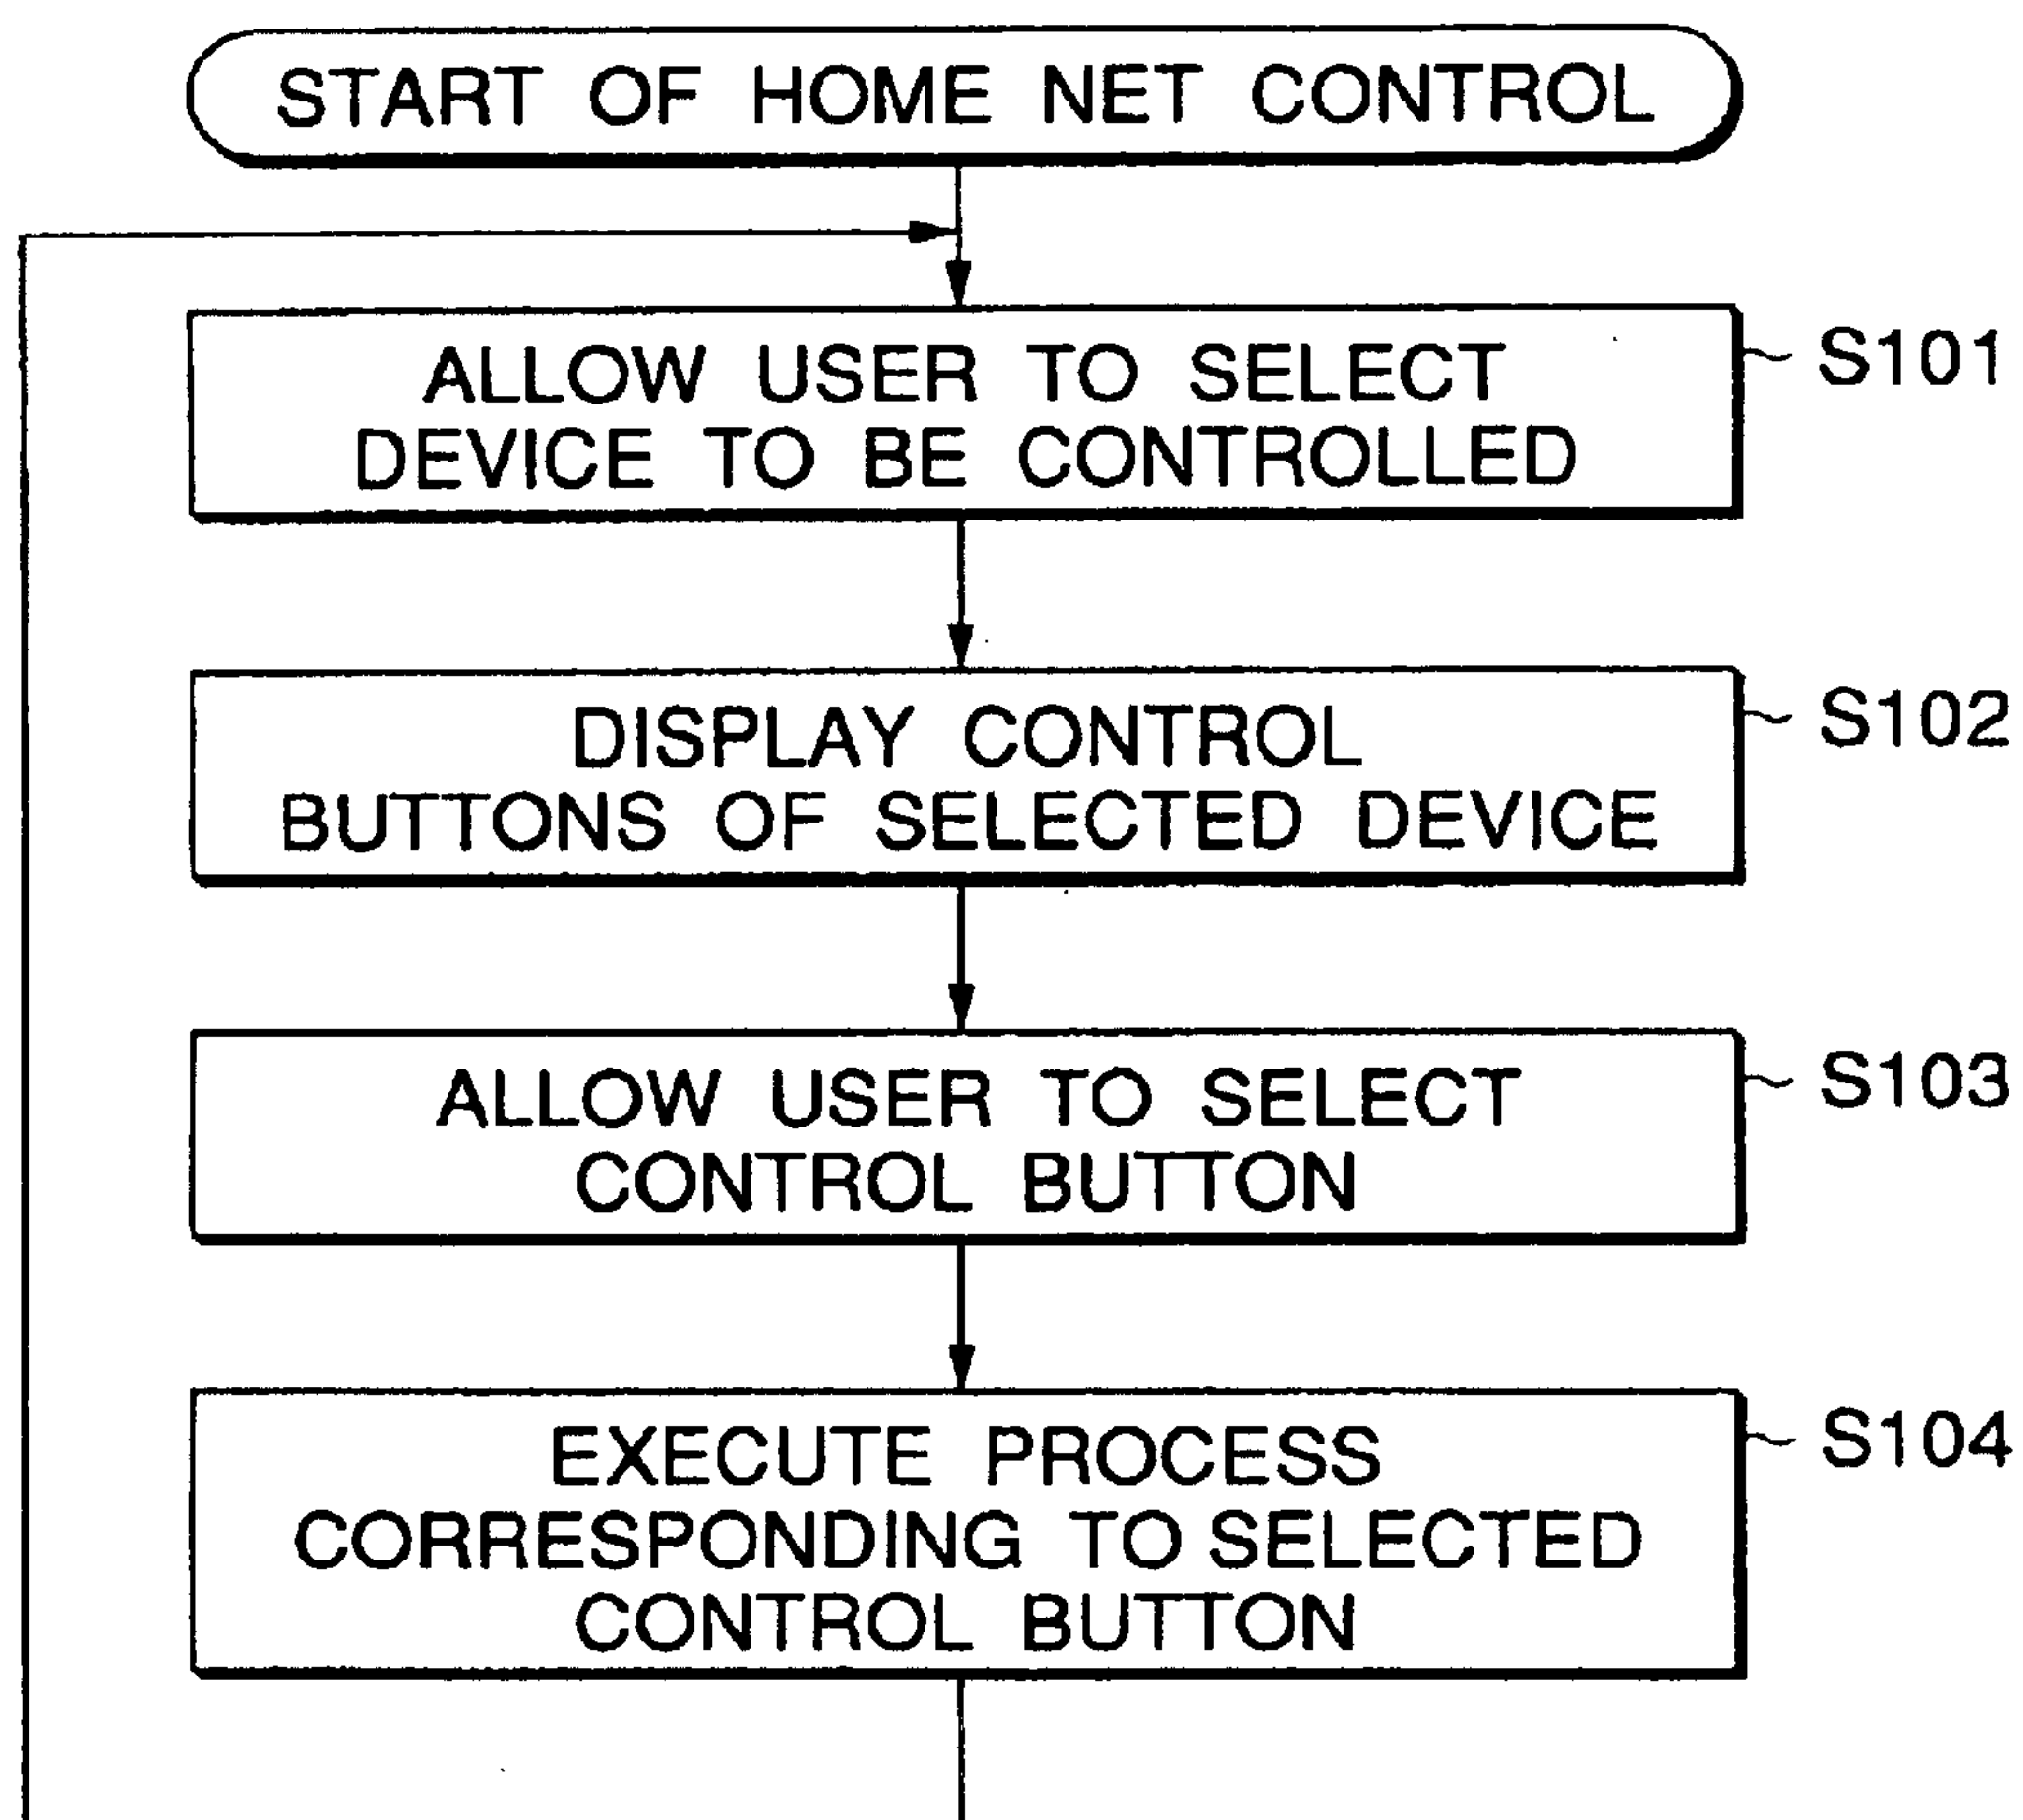 START OF HOME NET CONTROL
ALLOW USER TO SELECT
DEVICE TO BE CONTROLLED
S101
DISPLAY CONTROL
BUTTONS OF SELECTED DEVICE
S102
ALLOW USER TO SELECT
CONTROL BUTTON
S103
EXECUTE PROCESS
CORRESPONDING TO SELECTED
CONTROL BUTTON
S104